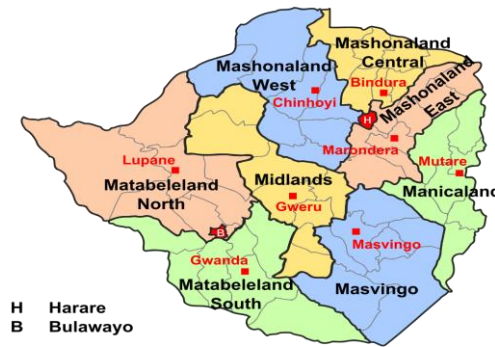 Mashonaland
Central
Bindura
Mashonaland
West
Chinhoyi
Mashonaland
East
H
Marondera
Mutare
Manicaland
Lupane
Matabeleland
North
Midlands
Gweru
B
Masvingo
Gwanda
Matabeleland
South
Masvingo
H Harare
B Bulawayo